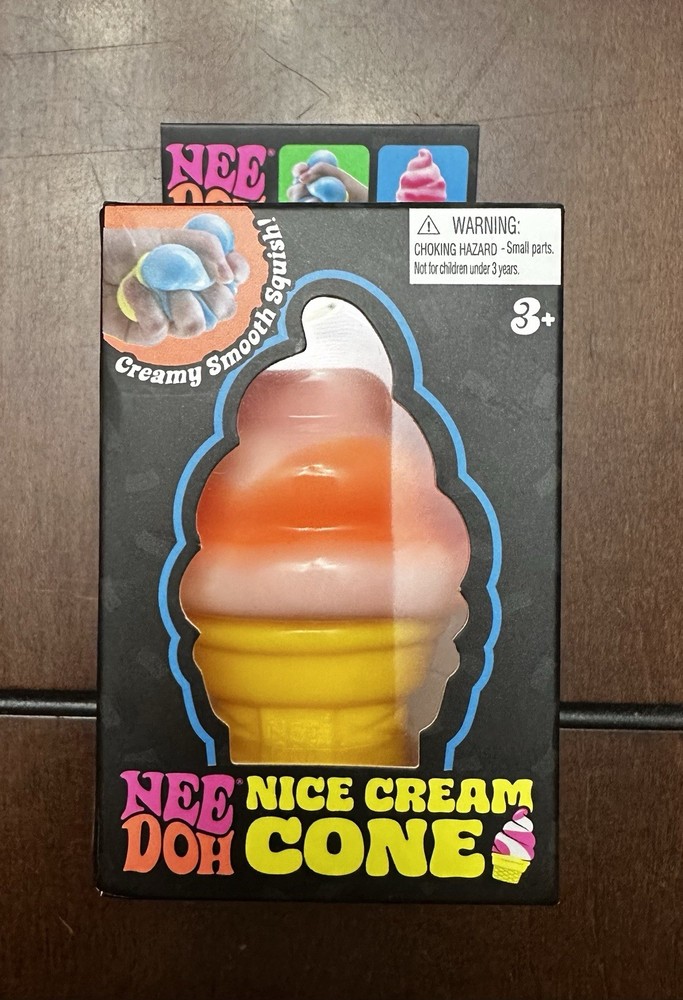 NEE®
DOH
Creamy Smooth Squish!
⚠ WARNING:
CHOKING HAZARD - Small parts.
Not for children under 3 years.
3+
NEE® NICE CREAM
DOH CONE